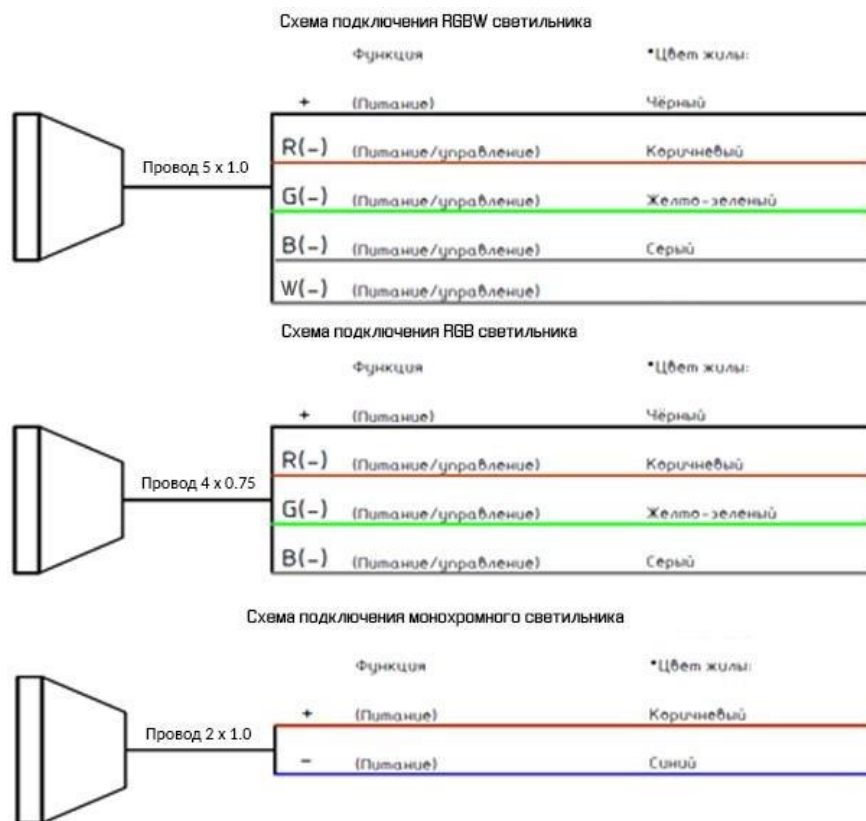 Схема подключения RGBW светильника
Функция *Цвет жилы:
+ (Питание) Чёрный
R(-) (Питание/управление) Коричневый
Провод 5 x 1.0
G(-) (Питание/управление) Желто-зеленый
B(-) (Питание/управление) Серый
W(-) (Питание/управление)
Схема подключения RGB светильника
Функция *Цвет жилы:
+ (Питание) Чёрный
R(-) (Питание/управление) Коричневый
Провод 4 x 0.75
G(-) (Питание/управление) Желто-зеленый
B(-) (Питание/управление) Серый
Схема подключения монохромного светильника
Функция *Цвет жилы:
+ (Питание) Коричневый
Провод 2 x 1.0
- (Питание) Синий